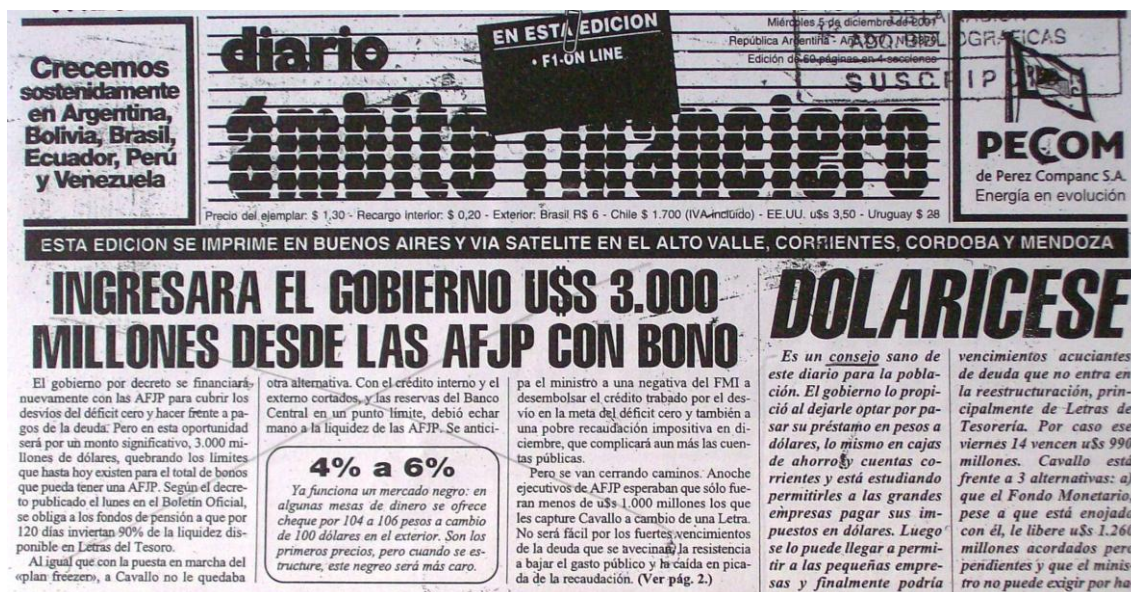 Crecemos
sostenidamente
en Argentina,
Bolivia, Brasil,
Ecuador, Perú
y Venezuela
diario
ámbito financiero
EN ESTA EDICION
• F1-ON LINE
Miércoles 5 de diciembre de 2001
República Argentina - Año
Edición de 60 páginas en 4 secciones
SUSCRIP
PECOM
de Perez Companc S.A.
Energía en evolución
Precio del ejemplar: $ 1,30 - Recargo Interior: $ 0,20 - Exterior: Brasil R$ 6 - Chile $ 1.700 (IVA incluido) - EE.UU. u$s 3,50 - Uruguay $ 28
ESTA EDICION SE IMPRIME EN BUENOS AIRES Y VIA SATELITE EN EL ALTO VALLE, CORRIENTES, CORDOBA Y MENDOZA
INGRESARA EL GOBIERNO U$S 3.000
MILLONES DESDE LAS AFJP CON BONO
El gobierno por decreto se financiará
nuevamente con las AFJP para cubrir los
desvíos del déficit cero y hacer frente a pa-
gos de la deuda. Pero en esta oportunidad
será por un monto significativo, 3.000 mi-
llones de dólares, quebrando los límites
que hasta hoy existen para el total de bonos
que pueda tener una AFJP. Según el decre-
to publicado el lunes en el Boletín Oficial,
se obliga a los fondos de pensión a que por
120 días inviertan 90% de la liquidez dis-
ponible en Letras del Tesoro.
Al igual que con la puesta en marcha del
«plan freezer», a Cavallo no le quedaba
otra alternativa. Con el crédito interno y el
externo cortados, y las reservas del Banco
Central en un punto límite, debió echar
mano a la liquidez de las AFJP. Se antici-
4% a 6%
Ya funciona un mercado negro: en
algunas mesas de dinero se ofrece
cheque por 104 a 106 pesos a cambio
de 100 dólares en el exterior. Son los
primeros precios, pero cuando se es-
tructure, este negreo será más caro.
pa el ministro a una negativa del FMI a
desembolsar el crédito trabado por el des-
vío en la meta del déficit cero y también a
una pobre recaudación impositiva en di-
ciembre, que complicará aun más las cuen-
tas públicas.
Pero se van cerrando caminos. Anoche
ejecutivos de AFJP esperaban que sólo fue-
ran menos de u$s 1.000 millones los que
les capture Cavallo a cambio de una Letra.
No será fácil por los fuertes vencimientos
de la deuda que se avecinan, la resistencia
a bajar el gasto público y la caída en pica-
da de la recaudación. (Ver pág. 2.)
DOLARICESE
Es un consejo sano de
este diario para la pobla-
ción. El gobierno lo propi-
ció al dejarle optar por pa-
sar su préstamo en pesos a
dólares, lo mismo en cajas
de ahorro y cuentas co-
rrientes y está estudiando
permitirles a las grandes
empresas pagar sus im-
puestos en dólares. Luego
se lo puede llegar a permi-
tir a las pequeñas empre-
sas y finalmente podría
vencimientos acuciantes
de deuda que no entra en
la reestructuración, prin-
cipalmente de Letras de
Tesorería. Por caso ese
viernes 14 vencen u$s 990
millones. Cavallo está
frente a 3 alternativas: a)
que el Fondo Monetario,
pese a que está enojado
con él, le libere u$s 1.260
millones acordados pero
pendientes y que el minis-
tro no puede exigir por ha-